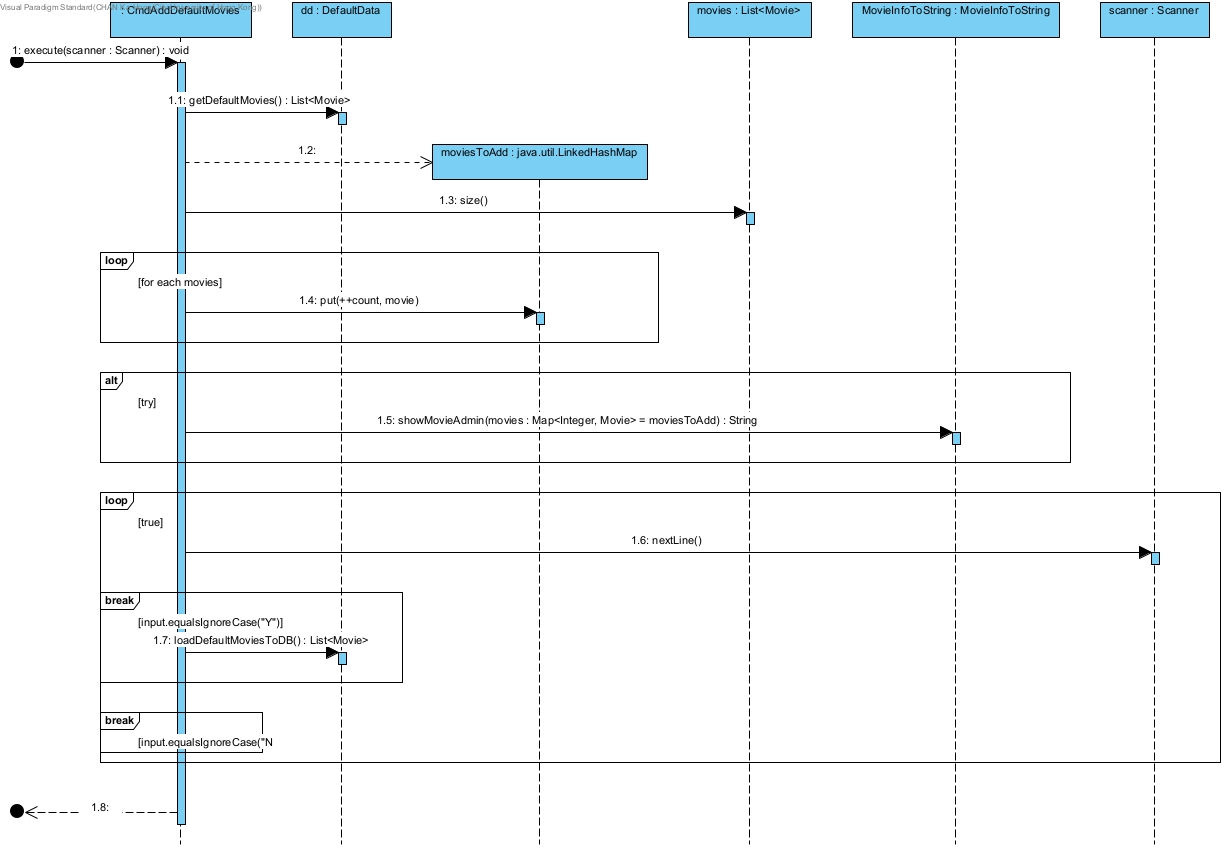 Visual Paradigm Standard(CHAN
: CmdAddDefaultMovies
dd : DefaultData
movies : List<Movie>
MovieInfoToString : MovieInfoToString
scanner : Scanner
1: execute(scanner : Scanner) : void
1.1: getDefaultMovies() : List<Movie>
1.2:
moviesToAdd : java.util.LinkedHashMap
1.3: size()
loop
[for each movies]
1.4: put(++count, movie)
alt
[try]
1.5: showMovieAdmin(movies : Map<Integer, Movie> = moviesToAdd) : String
loop
[true]
1.6: nextLine()
break
[input.equalsIgnoreCase("Y")]
1.7: loadDefaultMoviesToDB() : List<Movie>
break
[input.equalsIgnoreCase("N
1.8: